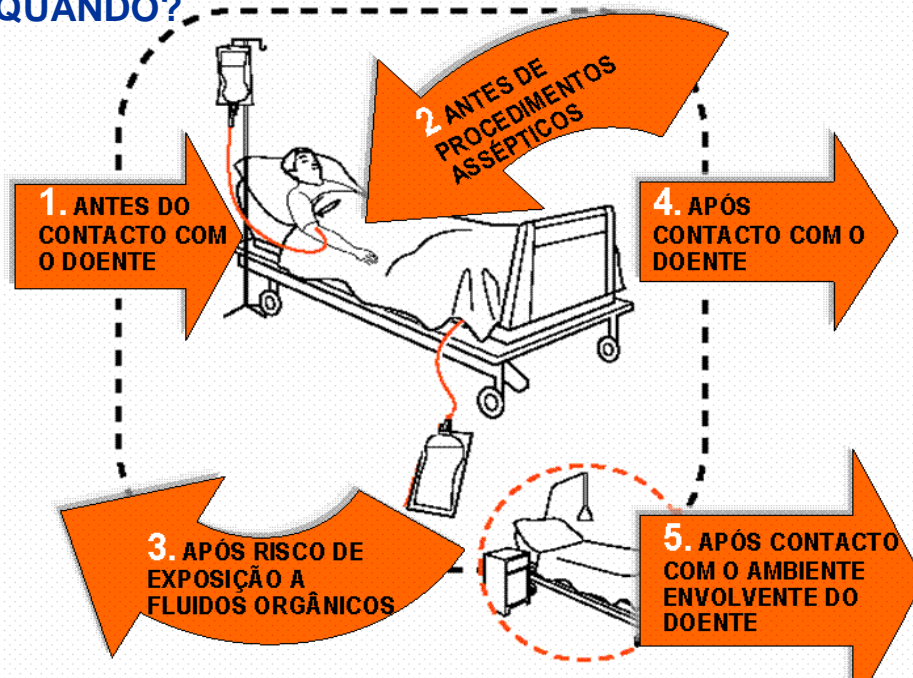 QUANDO?
1. ANTES DO
CONTACTO COM
O DOENTE
2 ANTES DE
PROCEDIMENTOS
ASSÉPTICOS
3. APÓS RISCO DE
EXPOSIÇÃO A
FLUIDOS ORGÂNICOS
4. APÓS
CONTACTO COM O
DOENTE
5. APÓS CONTACTO
COM O AMBIENTE
ENVOLVENTE DO
DOENTE